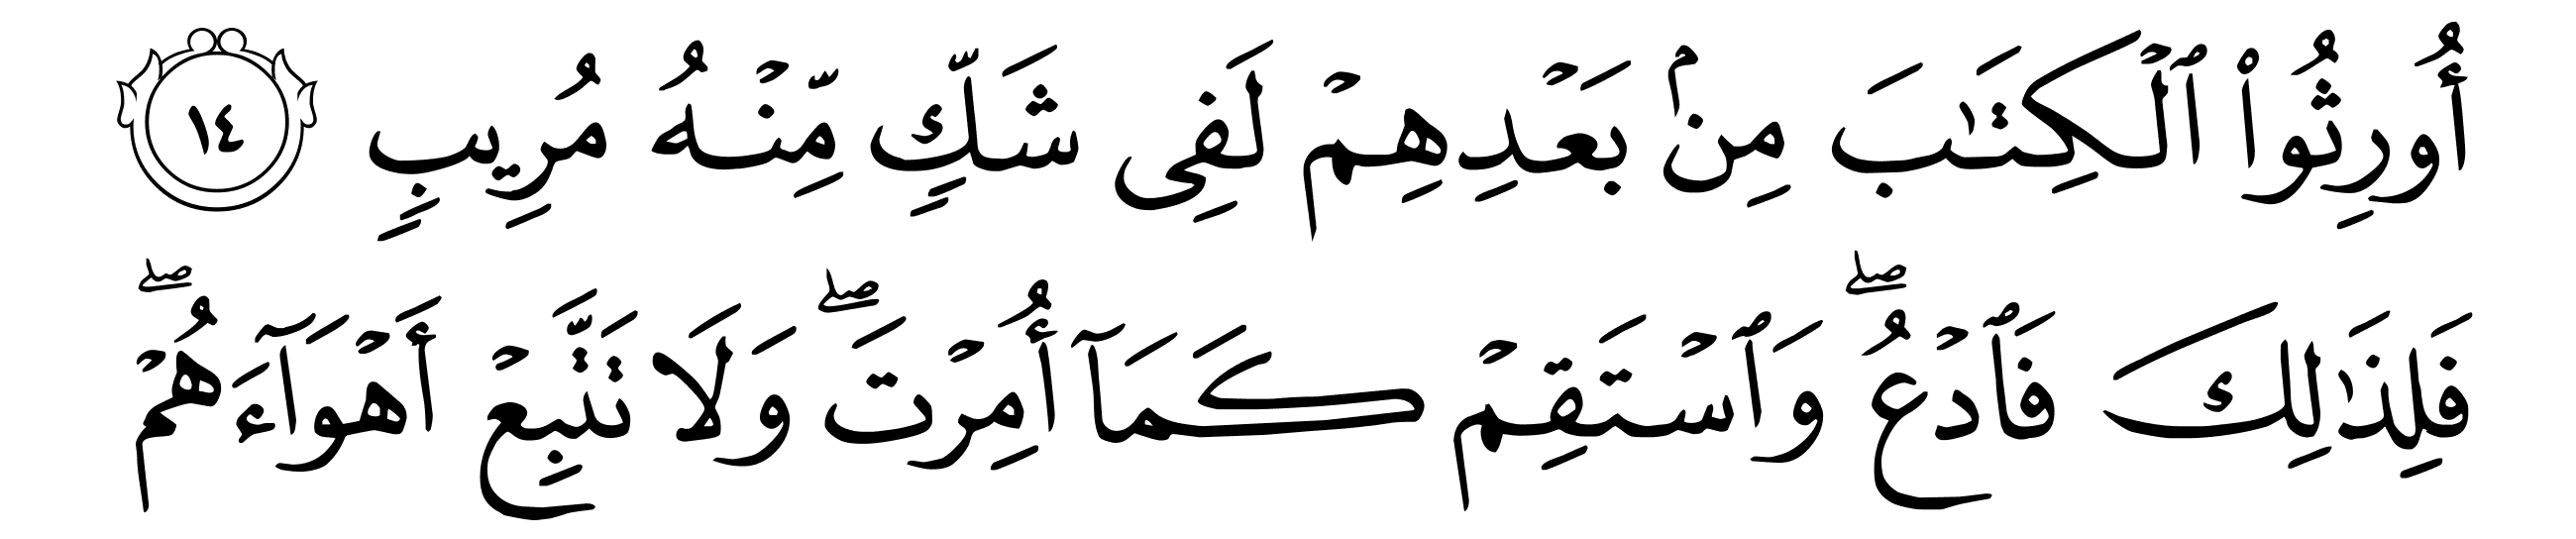 أُورِثُوا۟ ٱلْكِتَـٰبَ مِنۢ بَعْدِهِمْ لَفِى شَكٍّ مِّنْهُ مُرِيبٍ ١٤
فَلِذَٰلِكَ فَٱدْعُ ۖ وَٱسْتَقِمْ كَمَآ أُمِرْتَ ۖ وَلَا تَتَّبِعْ أَهْوَآءَهُمْ ۖ